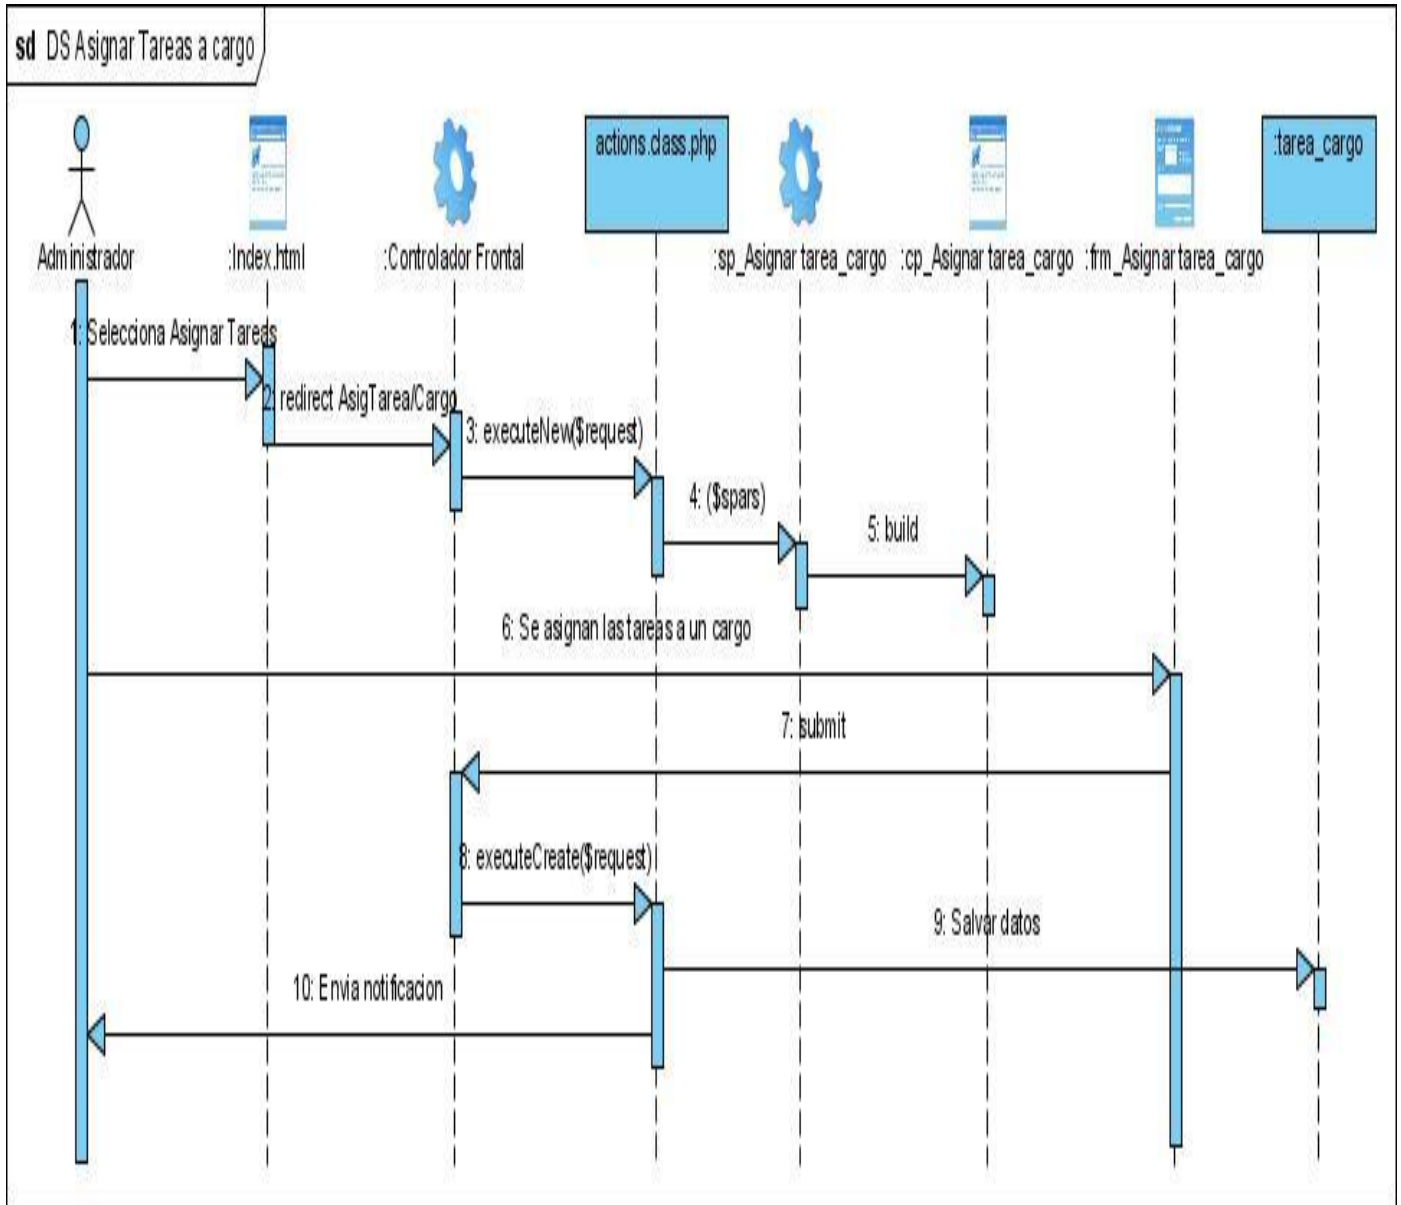 sd DS Asignar Tareas a cargo
actions.class.php
:tarea_cargo
Administrador
:Index.html
:Controlador Frontal
:sp_Asignar tarea_cargo
:cp_Asignar tarea_cargo
:frm_Asignar tarea_cargo
1: Selecciona Asignar Tareas
2: redirect AsigTarea/Cargo
3: executeNew($request)
4: ($spars)
5: build
6: Se asignan las tareas a un cargo
7: submit
8: executeCreate($request)
9: Salvar datos
10: Envia notificacion